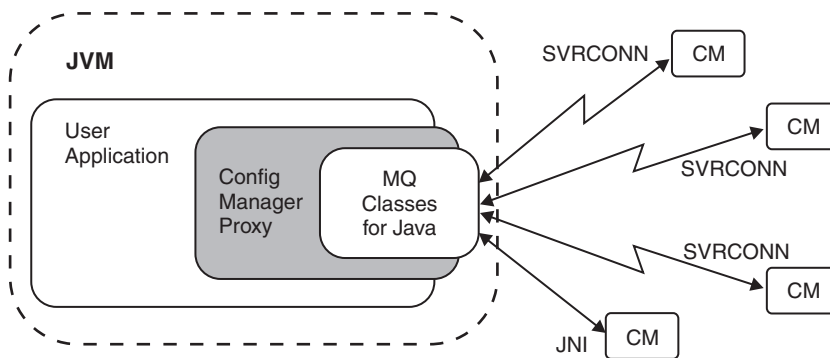 JVM
User
Application
Config
Manager
Proxy
MQ
Classes
for Java
SVRCONN
CM
CM
SVRCONN
SVRCONN
CM
JNI
CM